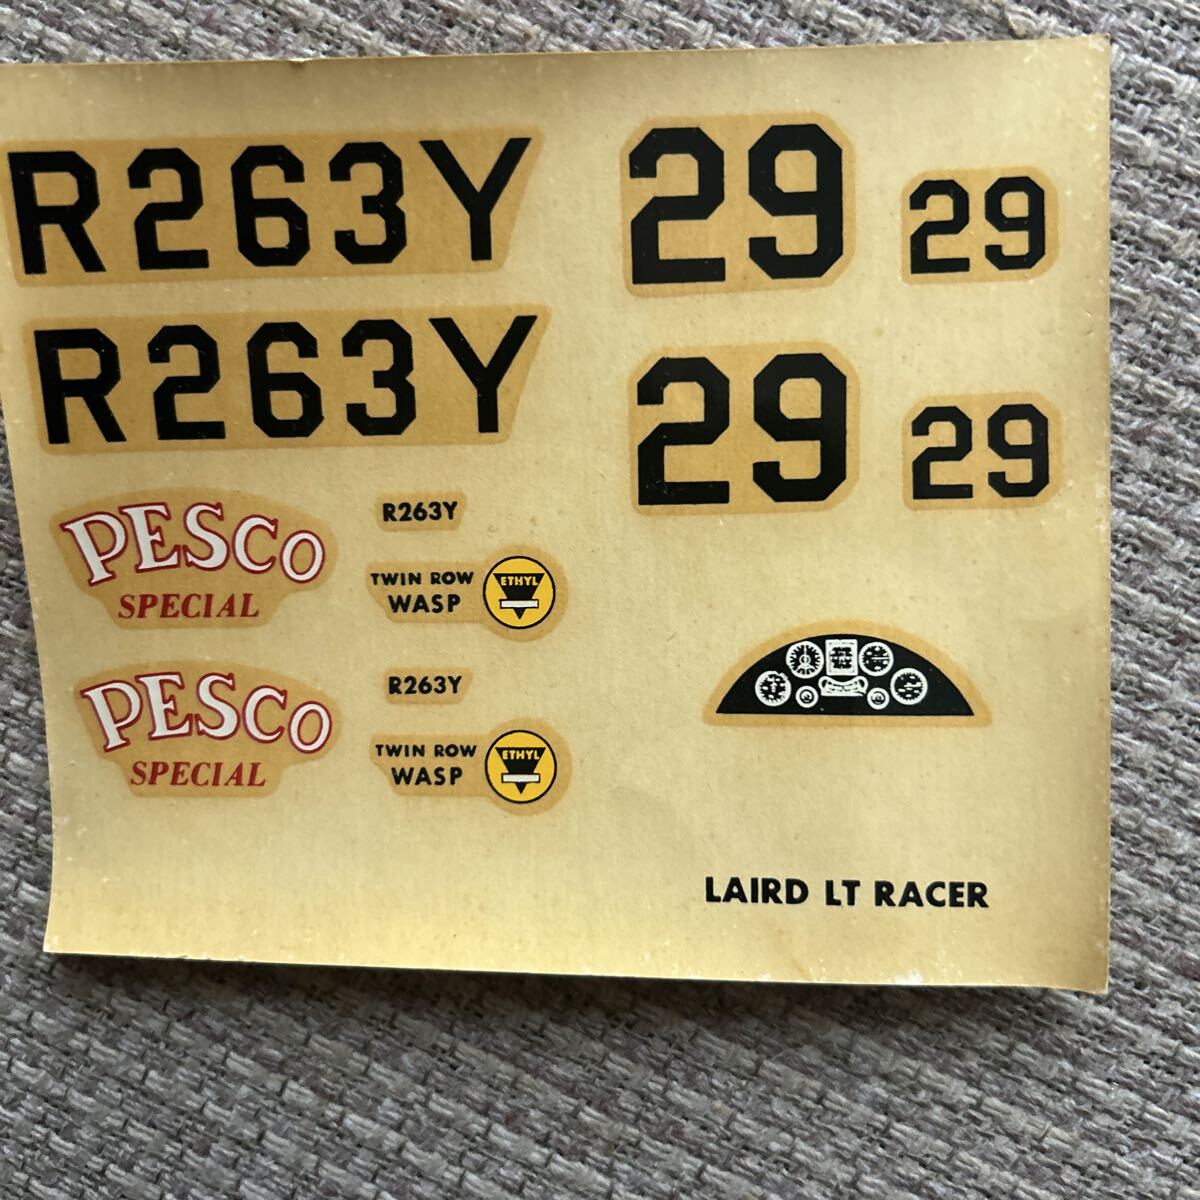 R263Y
29
29
R263Y
29
29
PESCO
SPECIAL
R263Y
TWIN ROW
WASP
ETHYL
PESCO
SPECIAL
R263Y
TWIN ROW
WASP
ETHYL
LAIRD LT RACER